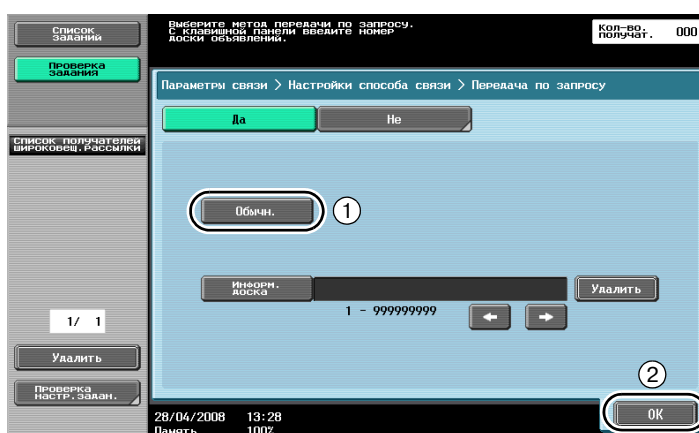 Список
заданий
Выберите метод передачи по запросу.
С клавишной панели введите номер
доски объявлений.
Кол-во.
получат.
000
Проверка
задания
Параметры связи > Настройки способа связи > Передача по запросу
Да
Не
Список получателей
широковещ.рассылки
Обычн.
1
Информ.
доска
Удалить
1 - 999999999
1/ 1
Удалить
Проверка
настр.задан.
2
OK
28/04/2008 13:28
Память 100%